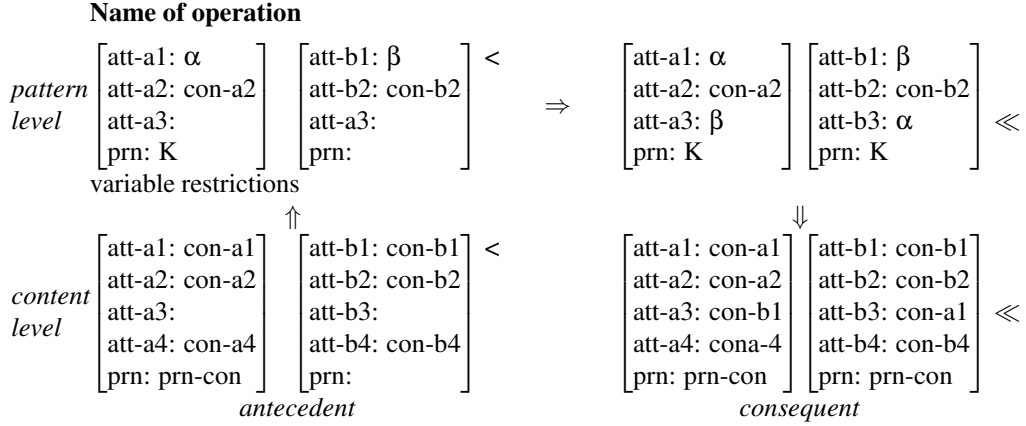 Name of operation
att-a1: α att-b1: β < att-a1: α att-b1: β
pattern att-a2: con-a2 att-b2: con-b2 ⇒ att-a2: con-a2 att-b2: con-b2
level att-a3: att-a3: att-a3: β att-b3: α ≪
prn: K prn: prn: K prn: K
variable restrictions
⇑ ⇓
att-a1: con-a1 att-b1: con-b1 < att-a1: con-a1 att-b1: con-b1
att-a2: con-a2 att-b2: con-b2 att-a2: con-a2 att-b2: con-b2
content att-a3: att-b3: att-a3: con-b1 att-b3: con-a1 ≪
level att-a4: con-a4 att-b4: con-b4 att-a4: cona-4 att-b4: con-b4
prn: prn-con prn: prn: prn-con prn: prn-con
antecedent consequent